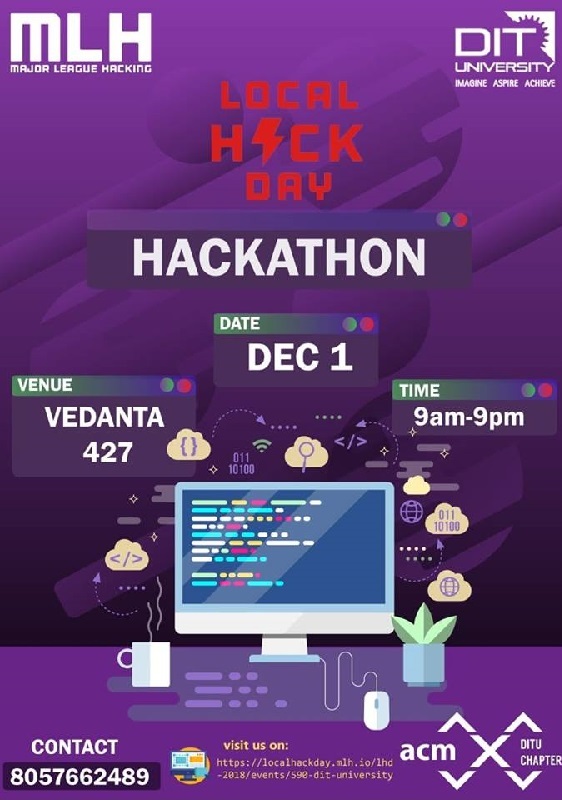 MLH
MAJOR LEAGUE HACKING
DIT
UNIVERSITY
IMAGINE ASPIRE ACHIEVE
LOCAL
HACK
DAY
HACKATHON
DATE
DEC 1
VENUE
VEDANTA
427
TIME
9am-9pm
{}
011
10100
</>
011
10100
</>
CONTACT
8057662489
visit us on:
https://localhackday.mlh.io/lhd
-2018/events/590-dit-university
acm
DITU
CHAPTER